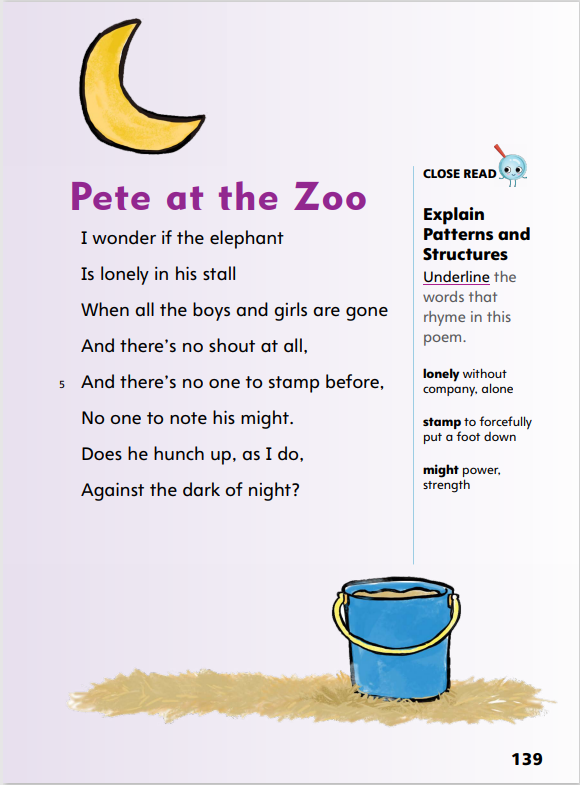 Pete at the Zoo
I wonder if the elephant
Is lonely in his stall
When all the boys and girls are gone
And there's no shout at all,
5 And there's no one to stamp before,
No one to note his might.
Does he hunch up, as I do,
Against the dark of night?
CLOSE READ
Explain
Patterns and
Structures
Underline the
words that
rhyme in this
poem.
lonely without
company, alone
stamp to forcefully
put a foot down
might power,
strength
139